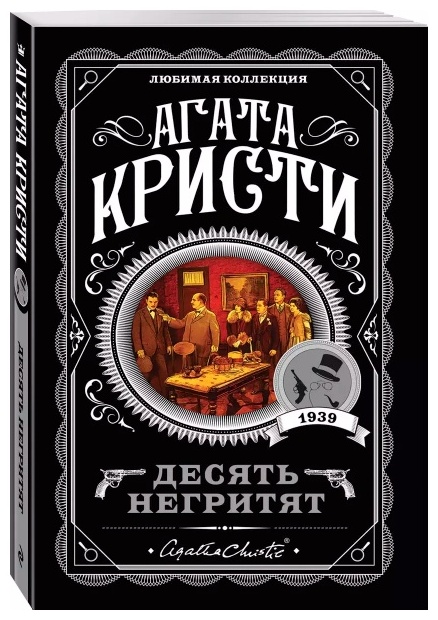 ЛЮБИМАЯ КОЛЛЕКЦИЯ
АГАТА
КРИСТИ
1939
ДЕСЯТЬ
НЕГРИТЯТ
Agatha Christie®
АГАТА КРИСТИ
ДЕСЯТЬ НЕГРИТЯТ